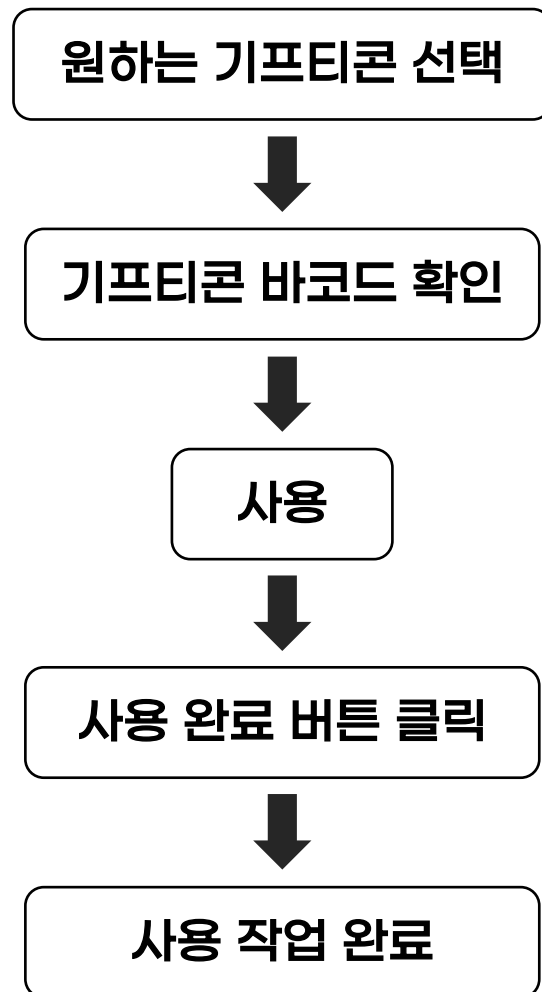 원하는 기프티콘 선택
기프티콘 바코드 확인
사용
사용 완료 버튼 클릭
사용 작업 완료